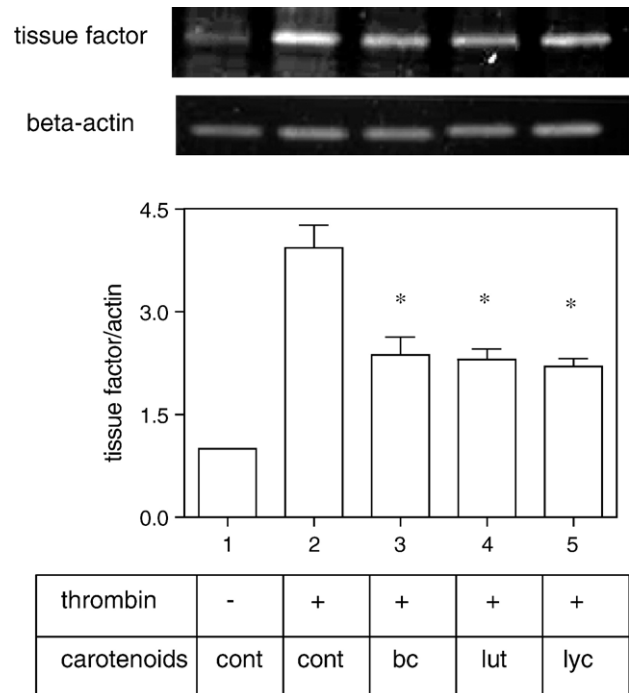 tissue factor
beta-actin
tissue factor/actin
4.5
3.0
1.5
0.0
* * *
1 2 3 4 5
thrombin - + + + +
carotenoids cont cont bc lut lyc